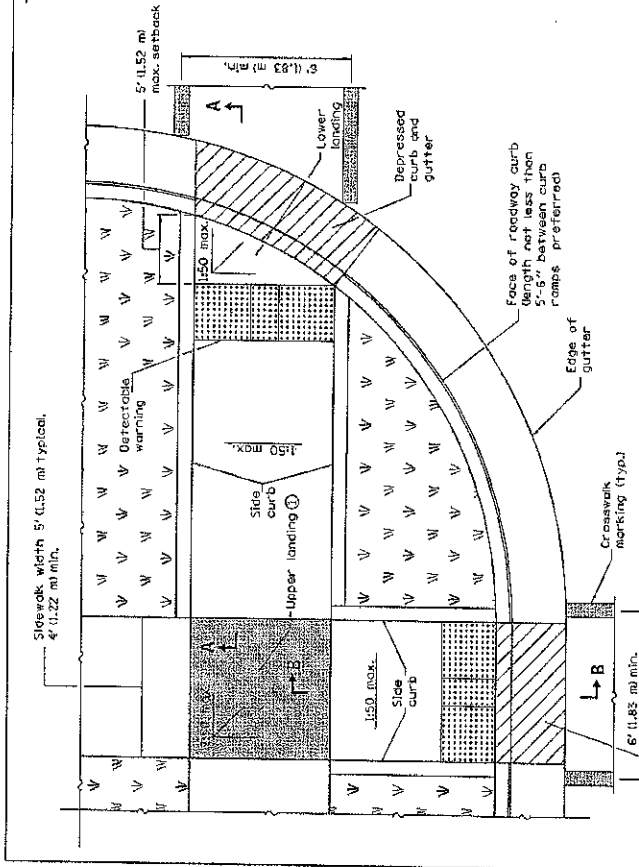 Sidewalk width 5' (1.52 m) typical.
4' (1.22 m) min.
5' (1.52 m)
max. setback
6' (1.83 m) min.
A
Lower
landing
1:50 max.
Depressed
curb and
gutter
Detectable
warning
1:50 max.
Side
curb
Upper landing ①
Face of roadway curb
(length not less than
5'-6" between curb
ramps preferred)
Edge of
gutter
A
B
1:50 max.
Side
curb
Crosswalk
marking (typ.)
B
6' (1.83 m) min.